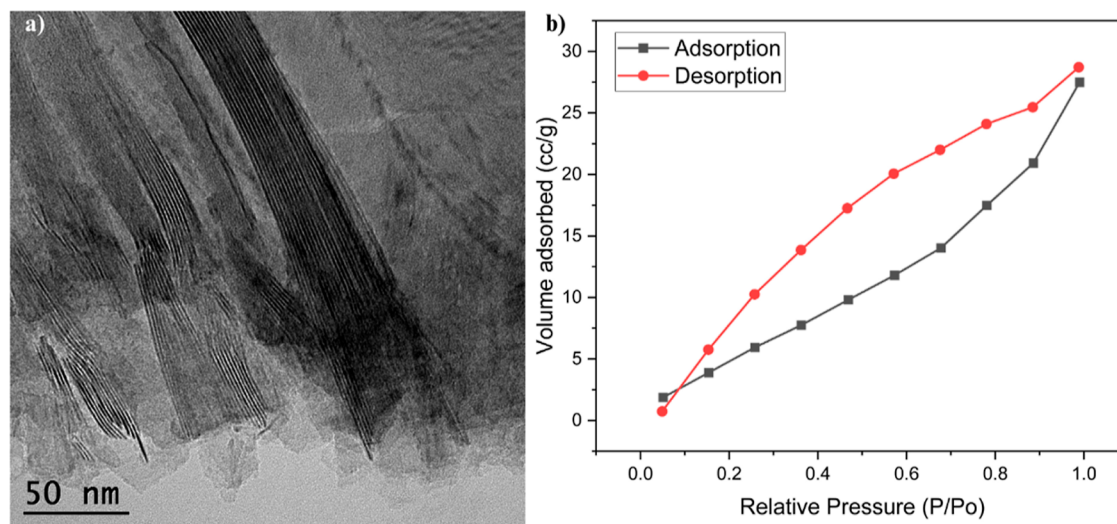 a)
50 nm
b)
Adsorption
Desorption
Volume adsorbed (cc/g)
30
25
20
15
10
5
0
0.0 0.2 0.4 0.6 0.8 1.0
Relative Pressure (P/Po)